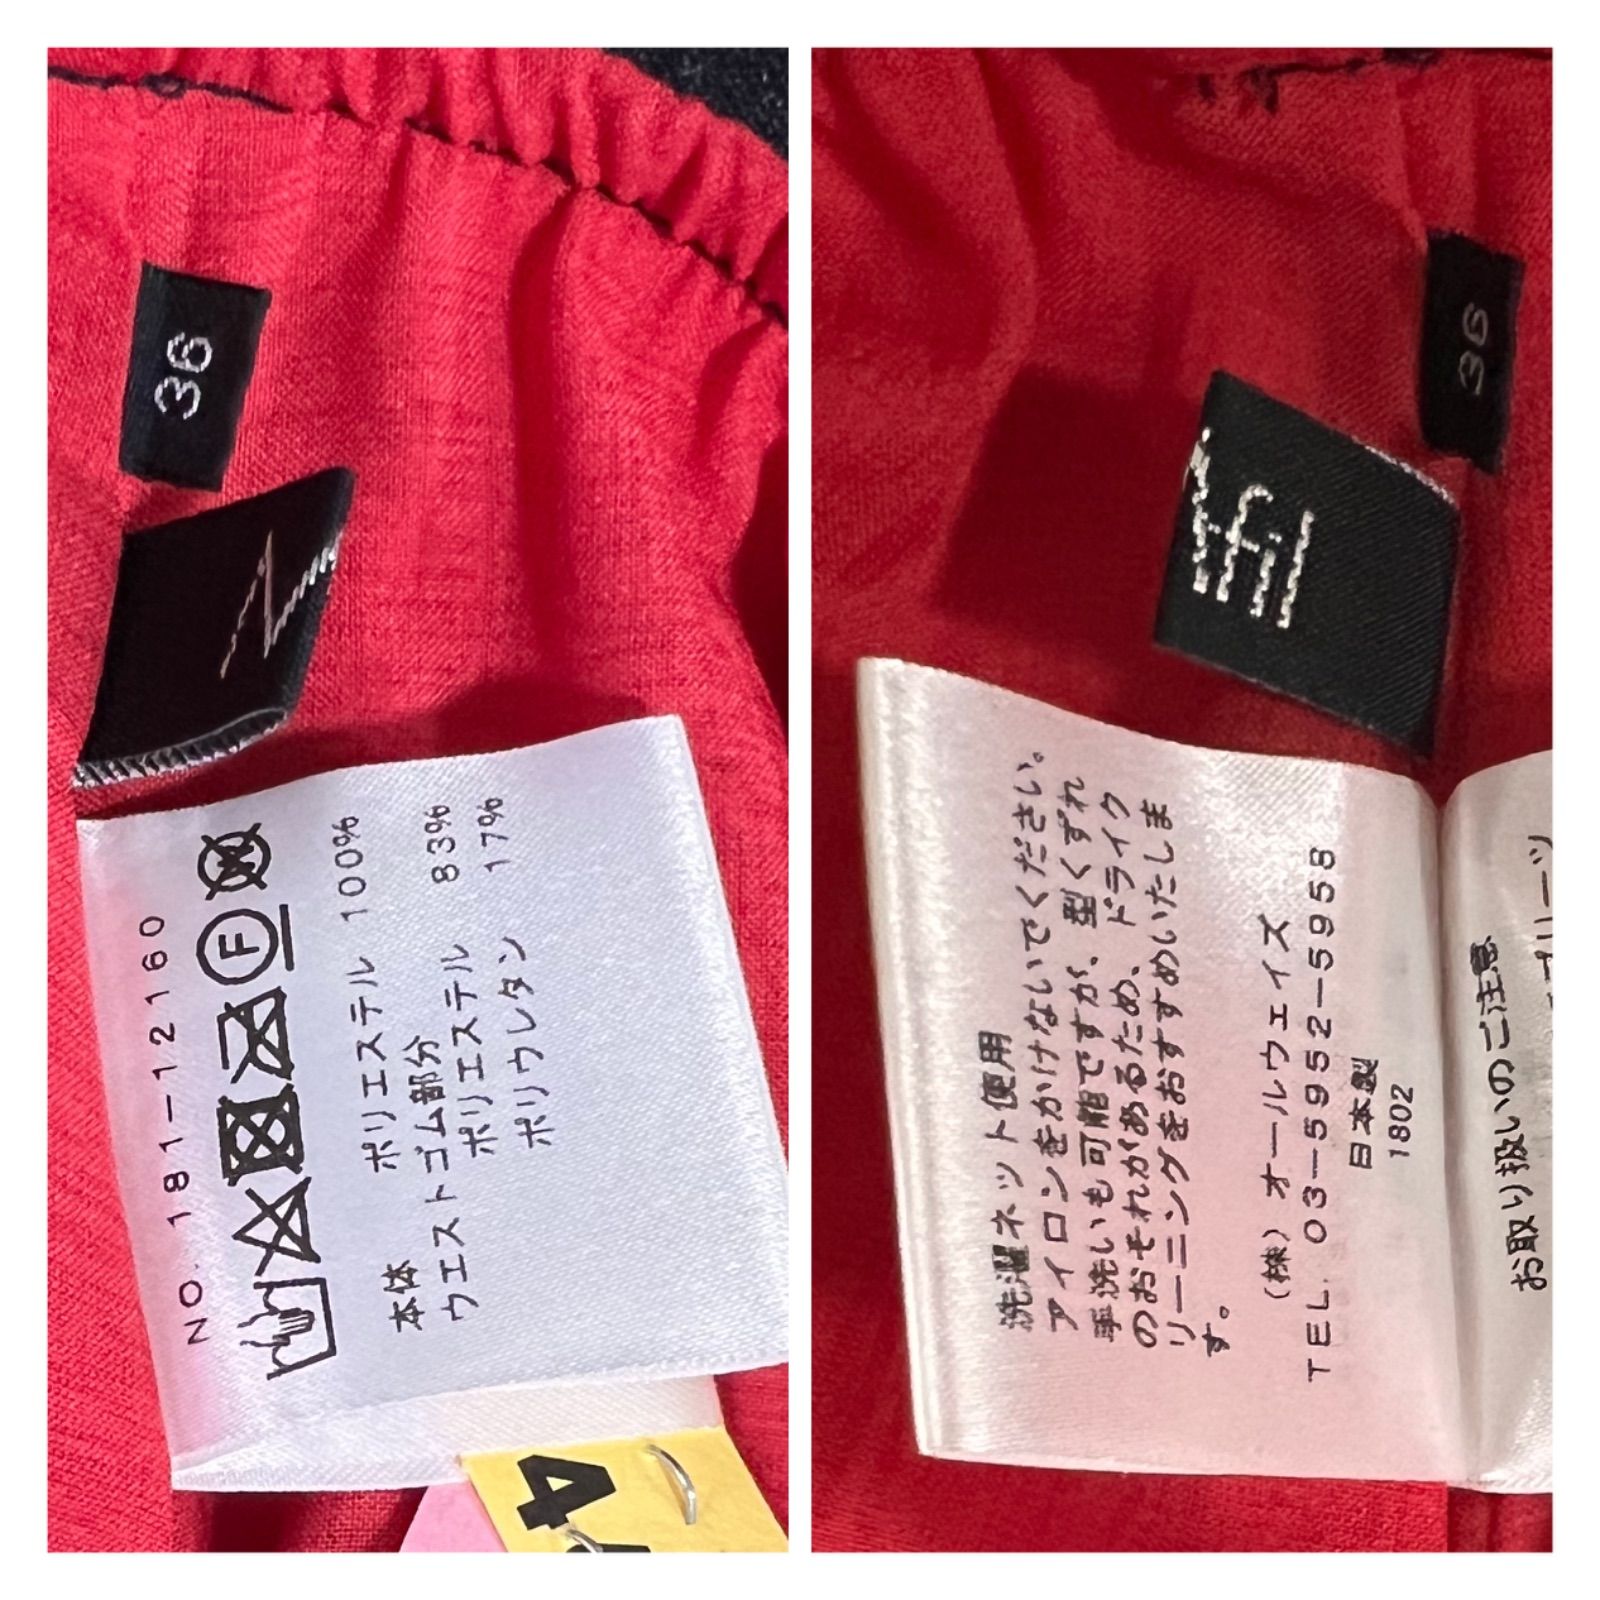 36
NO. 181-12160
F
W
本体 ポリエステル 100%
ウエストゴム部分
ポリエステル 83%
ポリウレタン 17%
4
36
fil
洗濯ネット使用
アイロンをかけないでください。
手洗いも可能ですが、型くずれ
のおそれがあるため、ドライク
リーニングをおすすめいたしま
す。
(株)オールウェイズ
TEL. 03-5952-5958
日本製
1802
お取り扱いのご注意
プリーツ